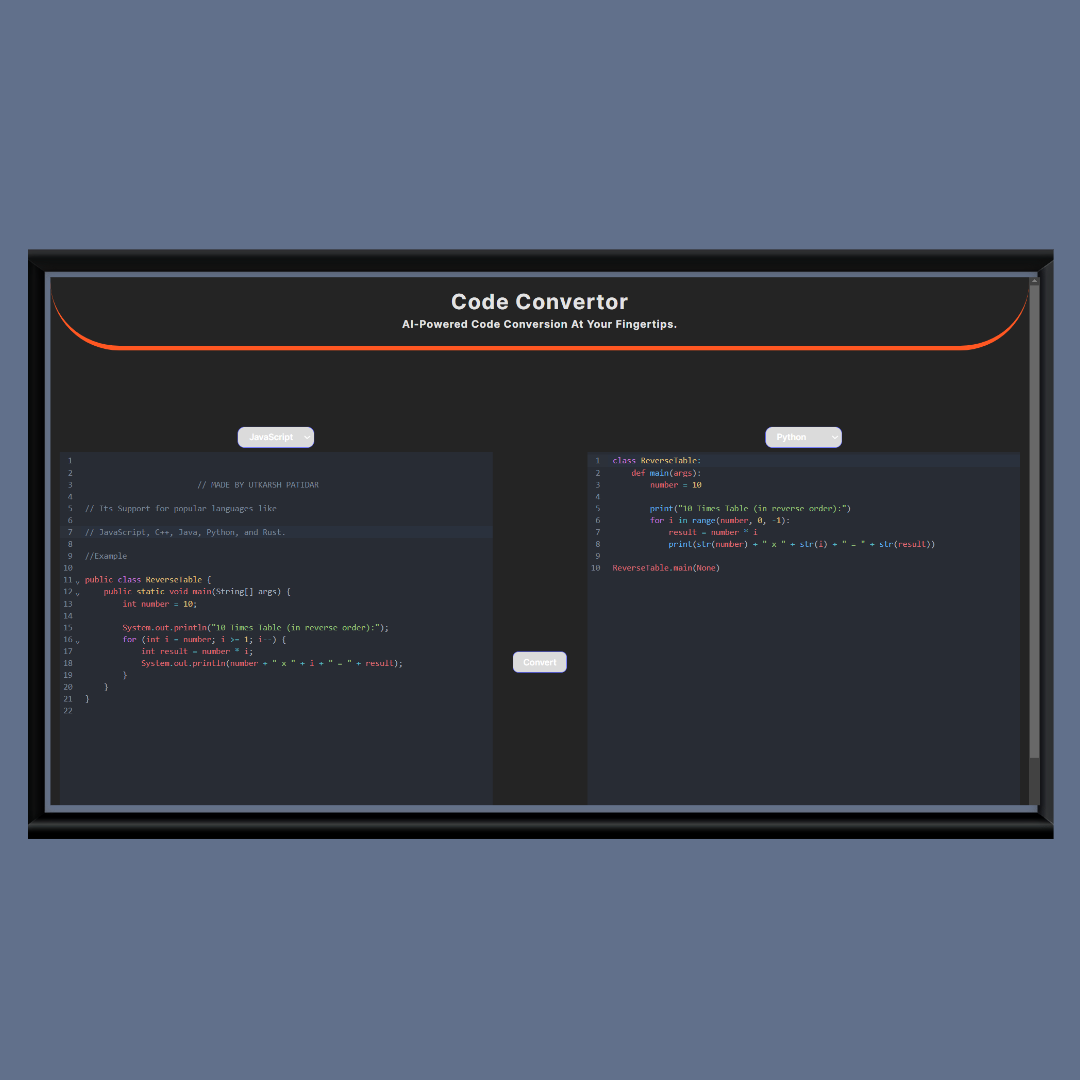 Code Convertor
AI-Powered Code Conversion At Your Fingertips.
JavaScript
1
2
3 // MADE BY UTKARSH PATIDAR
4
5 // Its Support for popular languages like
6
7 // JavaScript, C++, Java, Python, and Rust.
8
9 //Example
10
11 public class ReverseTable {
12 public static void main(String[] args) {
13 int number = 10;
14
15 System.out.println("10 Times Table (in reverse order):");
16 for (int i = number; i >= 1; i--) {
17 int result = number * i;
18 System.out.println(number + " x " + i + " = " + result);
19 }
20 }
21 }
22
Convert
Python
1 class ReverseTable:
2 def main(args):
3 number = 10
4
5 print("10 Times Table (in reverse order):")
6 for i in range(number, 0, -1):
7 result = number * i
8 print(str(number) + " x " + str(i) + " = " + str(result))
9
10 ReverseTable.main(None)